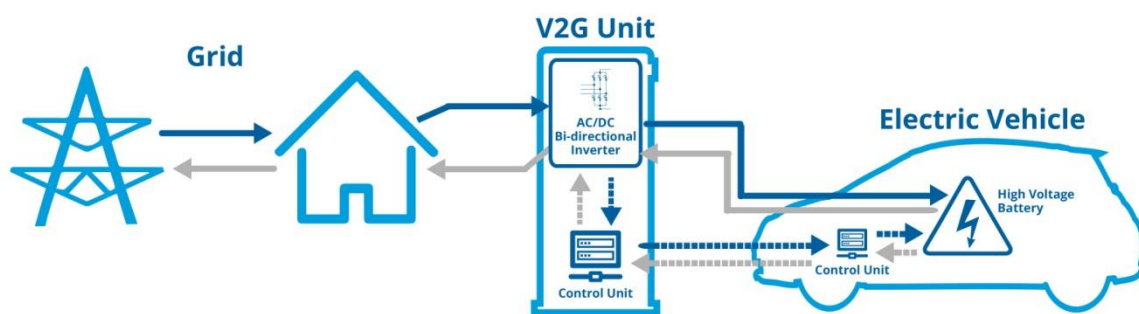 V2G Unit
Grid
AC/DC
Bi-directional
Inverter
Electric Vehicle
High Voltage
Battery
Control Unit
Control Unit